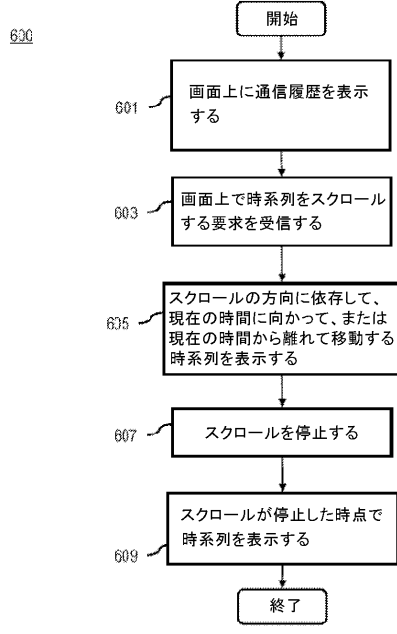 600
開始
601
画面上に通信履歴を表示
する
603
画面上で時系列をスクロール
する要求を受信する
605
スクロールの方向に依存して、
現在の時間に向かって、または
現在の時間から離れて移動する
時系列を表示する
607
スクロールを停止する
609
スクロールが停止した時点で
時系列を表示する
終了